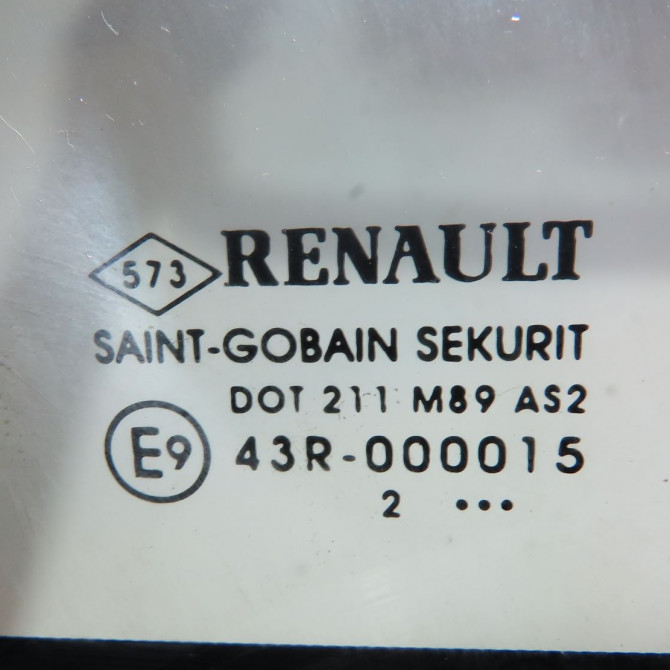 573 RENAULT
SAINT-GOBAIN SEKURIT
DOT 211 M89 AS2
E9 43R-000015
2 •••